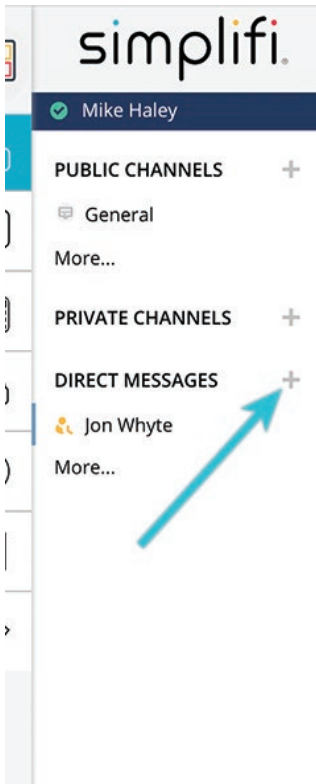 simplifi.
Mike Haley
PUBLIC CHANNELS +
General
More...
PRIVATE CHANNELS +
DIRECT MESSAGES +
Jon Whyte
More...